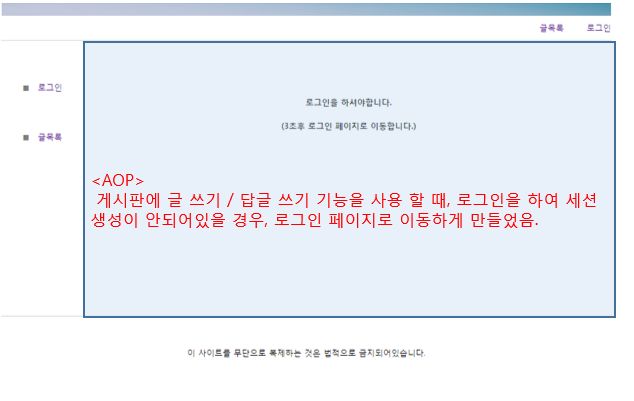 글목록 로그인
■ 로그인
■ 글목록
로그인을 하셔야합니다.
(3초후 로그인 페이지로 이동합니다.)
<AOP>
게시판에 글 쓰기 / 답글 쓰기 기능을 사용 할 때, 로그인을 하여 세션
생성이 안되어있을 경우, 로그인 페이지로 이동하게 만들었음.
이 사이트를 무단으로 복제하는 것은 법적으로 금지되어있습니다.